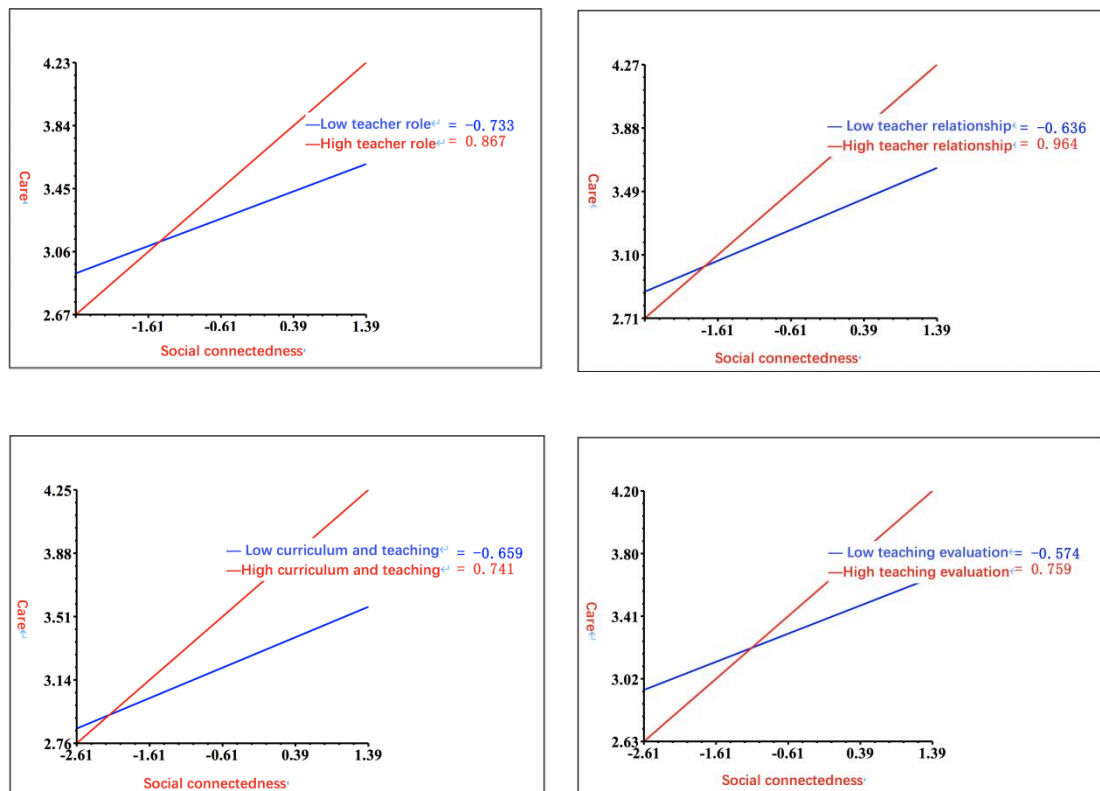 4.23
3.84
—Low teacher role↵ = -0.733
—High teacher role↵ = 0.867
3.45
Care
3.06
2.67
-1.61 -0.61 0.39 1.39
Social connectedness
4.27
3.88
— Low teacher relationship = -0.636
—High teacher relationship = 0.964
3.49
Care
3.10
2.71
-1.61 -0.61 0.39 1.39
Social connectedness
4.25
3.88
— Low curriculum and teaching↵ = -0.659
— High curriculum and teaching↵ = 0.741
3.51
Care↵
3.14
2.76
-2.61 -1.61 -0.61 0.39 1.39
Social connectedness
4.20
3.80
— Low teaching evaluation = -0.574
—High teaching evaluation = 0.759
3.41
Care↵
3.02
2.63
-2.61 -1.61 -0.61 0.39 1.39
Social connectedness